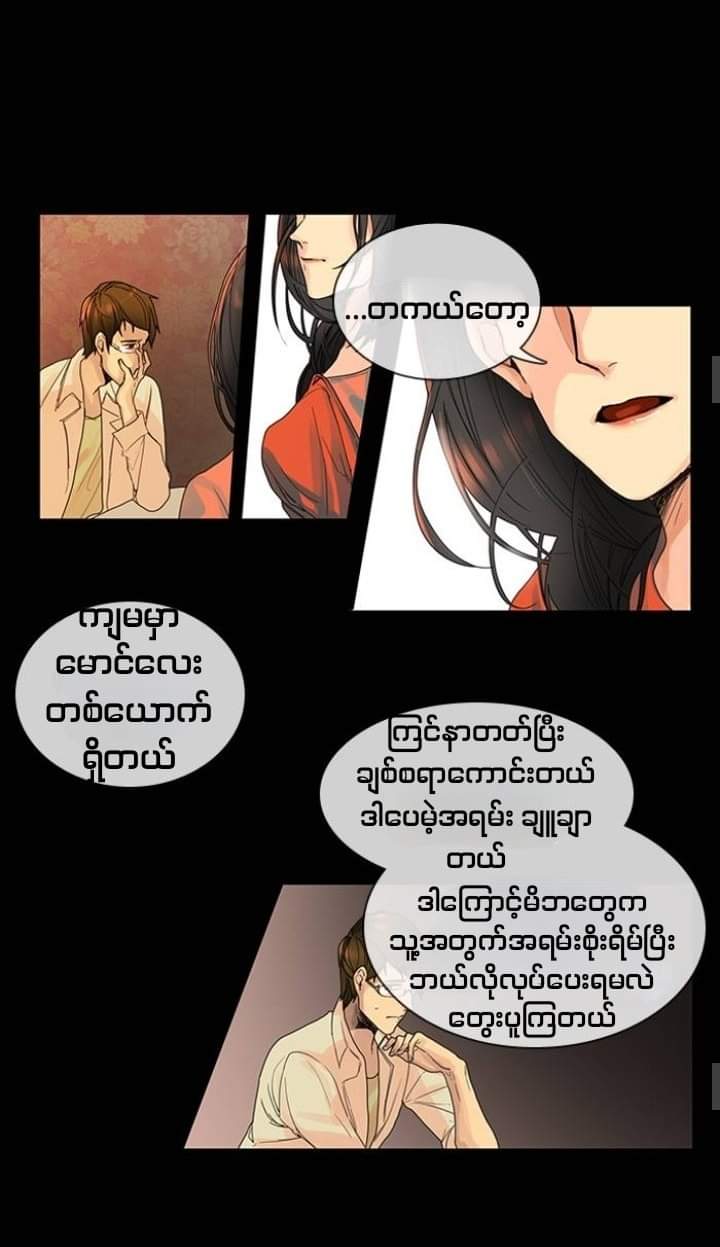 ...တကယ်တော့
ကျမမှာ
မောင်လေး
တစ်ယောက်
ရှိတယ်
ကြင်နာတတ်ပြီး
ချစ်စရာကောင်းတယ်
ဒါပေမဲ့အရမ်း ချူချာ
တယ်
ဒါကြောင့်မိဘတွေက
သူ့အတွက်အရမ်းစိုးရိမ်ပြီး
ဘယ်လိုလုပ်ပေးရမလဲ
တွေးပူကြတယ်